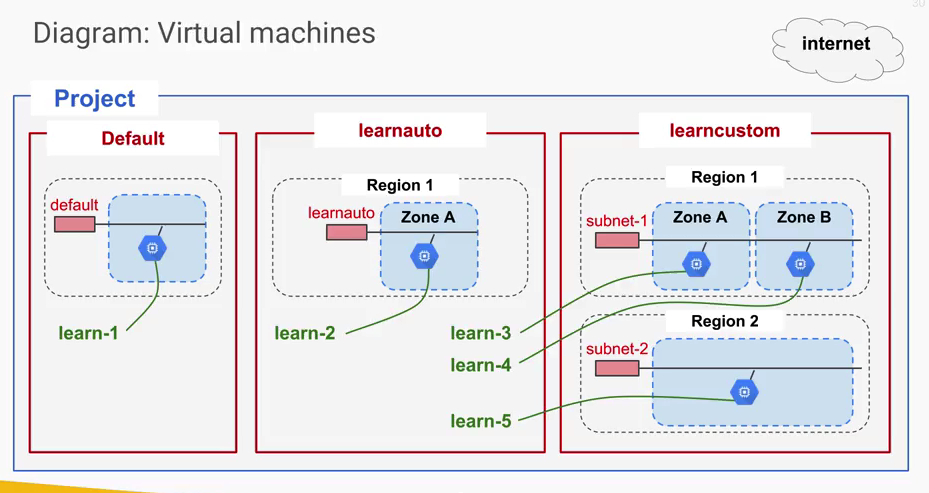 30
Diagram: Virtual machines
internet
Project
Default
learnauto
learncustom
default
Region 1
learnauto
Zone A
Region 1
subnet-1
Zone A
Zone B
learn-1
learn-2
learn-3
learn-4
Region 2
subnet-2
learn-5